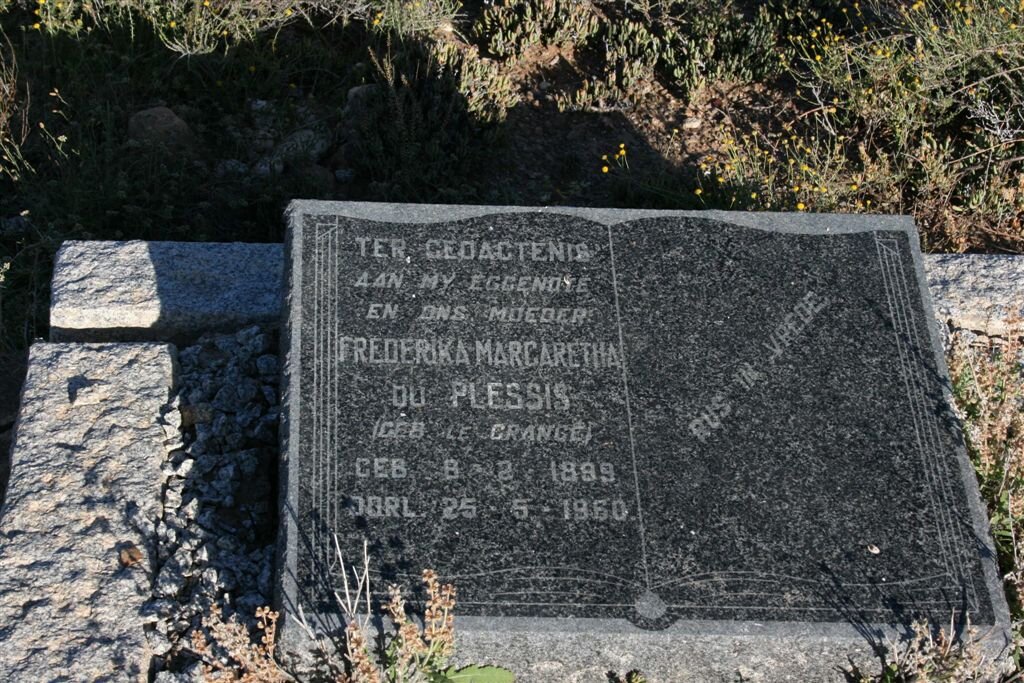 TER GEDACTENIS
AAN MY EGGENOTE
EN ONS MOEDER
FREDERIKA MARGARETHA
DU PLESSIS
(GEB LE GRANGE)
GEB 8 - 2 - 1899
OORL 25 - 5 - 1960
RUS IN VREDE